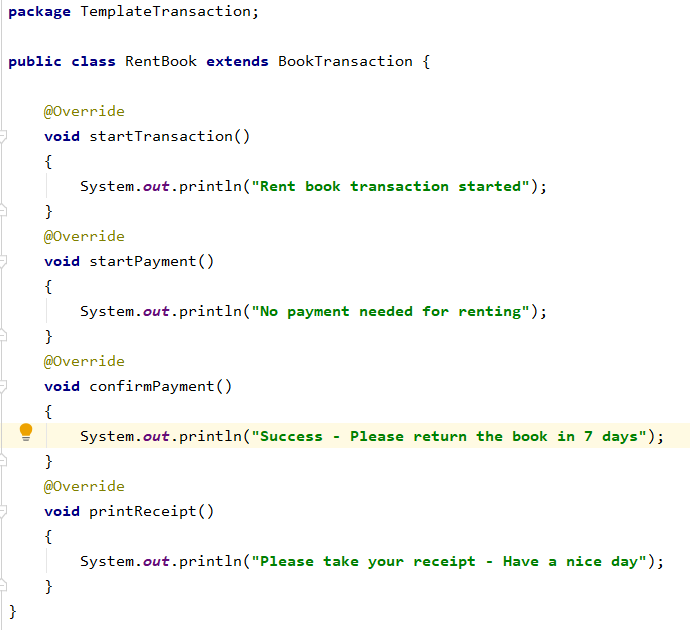 package TemplateTransaction;
public class RentBook extends BookTransaction {
@Override
void startTransaction()
{
System.out.println("Rent book transaction started");
}
@Override
void startPayment()
{
System.out.println("No payment needed for renting");
}
@Override
void confirmPayment()
{
System.out.println("Success - Please return the book in 7 days");
}
@Override
void printReceipt()
{
System.out.println("Please take your receipt - Have a nice day");
}
}